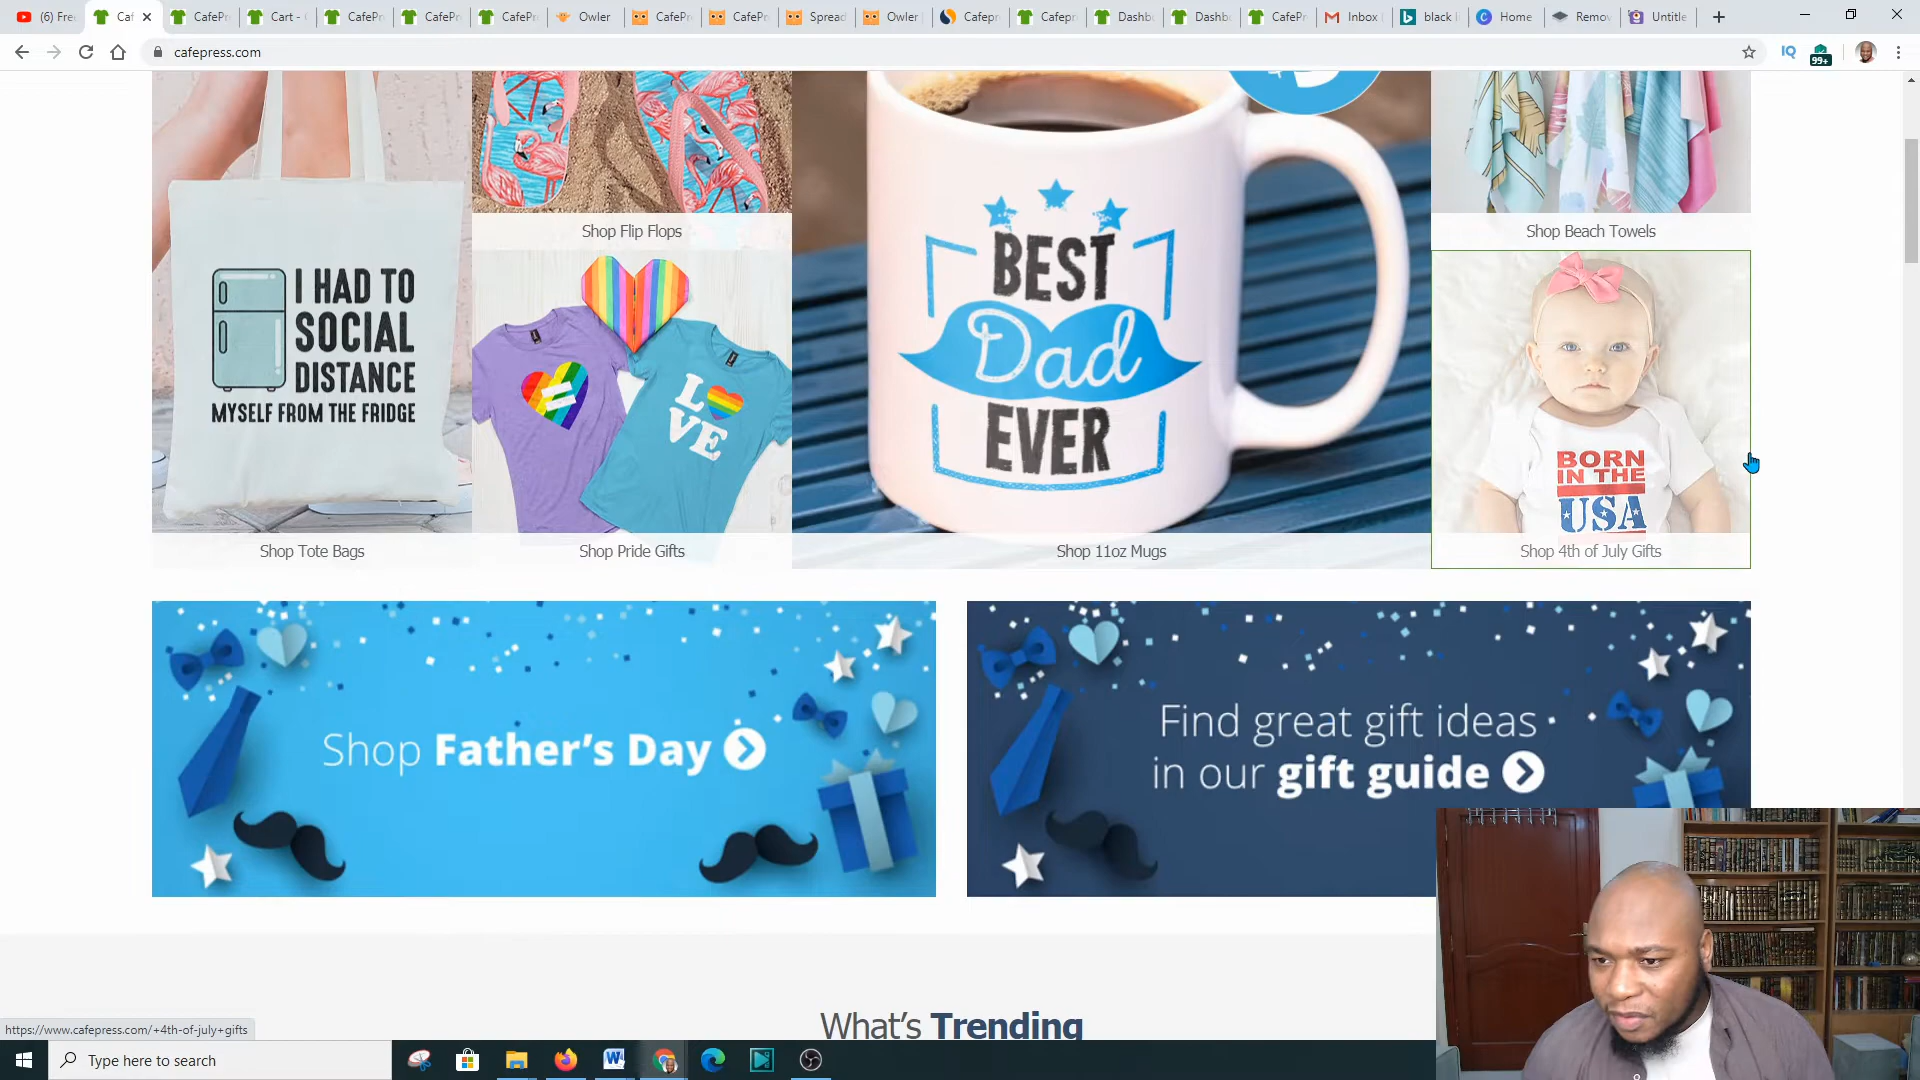 (6) Fre
Caf
CafePr
Cart -
CafePr
CafePr
CafePr
Owler
CafePr
CafePr
Spread
Owler
Cafepr
Cafepr
Dashb
Dashb
CafePr
Inbox
black l
Home
Remov
Untitle
cafepress.com
IQ
99+
Shop Flip Flops
Shop Beach Towels
I HAD TO
SOCIAL
DISTANCE
MYSELF FROM THE FRIDGE
LOVE
BEST
Dad
EVER
BORN
IN THE
USA
Shop Tote Bags
Shop Pride Gifts
Shop 11oz Mugs
Shop 4th of July Gifts
Shop Father's Day
Find great gift ideas
in our gift guide
What's Trending
https://www.cafepress.com/+4th-of-july+gifts
Type here to search